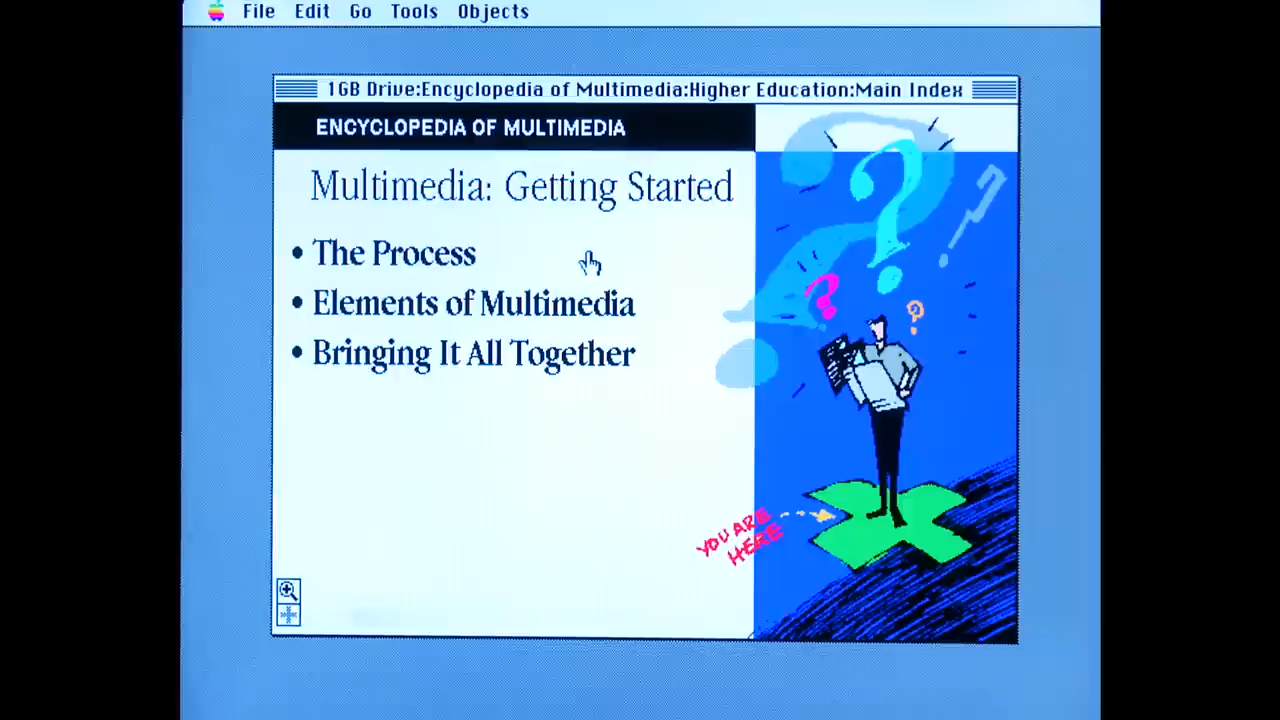 File Edit Go Tools Objects
1GB Drive:Encyclopedia of Multimedia:Higher Education:Main Index
ENCYCLOPEDIA OF MULTIMEDIA
Multimedia: Getting Started
• The Process
• Elements of Multimedia
• Bringing It All Together
YOU ARE
HERE